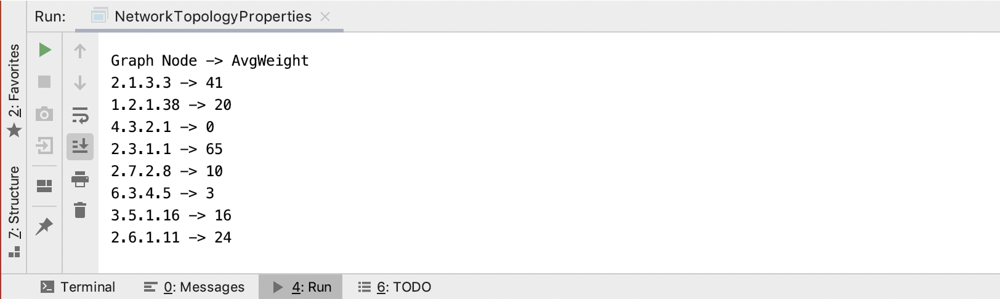 Run: NetworkTopologyProperties
2: Favorites
7: Structure
Graph Node -> AvgWeight
2.1.3.3 -> 41
1.2.1.38 -> 20
4.3.2.1 -> 0
2.3.1.1 -> 65
2.7.2.8 -> 10
6.3.4.5 -> 3
3.5.1.16 -> 16
2.6.1.11 -> 24
Terminal 0: Messages 4: Run 6: TODO